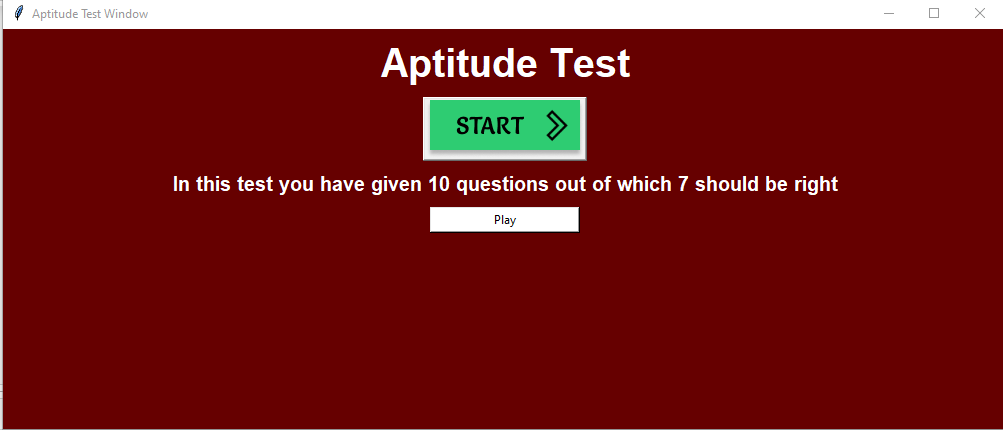 Aptitude Test Window
Aptitude Test
START
In this test you have given 10 questions out of which 7 should be right
Play